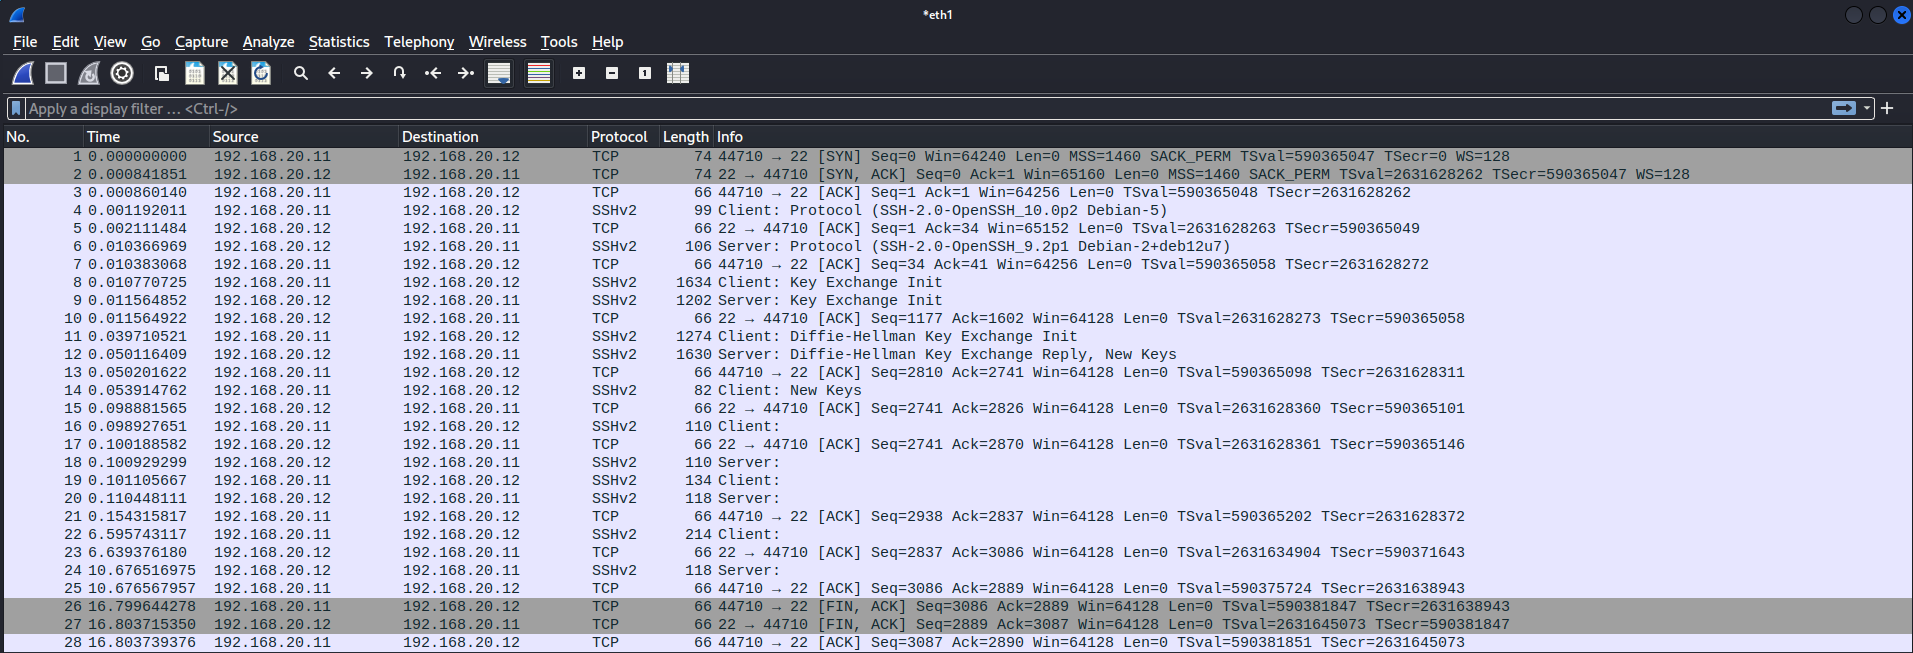 *eth1
File Edit View Go Capture Analyze Statistics Telephony Wireless Tools Help
Apply a display filter … <Ctrl-/>
No. Time Source Destination Protocol Length Info
1 0.000000000 192.168.20.11 192.168.20.12 TCP 74 44710 → 22 [SYN] Seq=0 Win=64240 Len=0 MSS=1460 SACK_PERM TSval=590365047 TSecr=0 WS=128
2 0.000841851 192.168.20.12 192.168.20.11 TCP 74 22 → 44710 [SYN, ACK] Seq=0 Ack=1 Win=65160 Len=0 MSS=1460 SACK_PERM TSval=2631628262 TSecr=590365047 WS=128
3 0.000860140 192.168.20.11 192.168.20.12 TCP 66 44710 → 22 [ACK] Seq=1 Ack=1 Win=64256 Len=0 TSval=590365048 TSecr=2631628262
4 0.001192011 192.168.20.11 192.168.20.12 SSHv2 99 Client: Protocol (SSH-2.0-OpenSSH_10.0p2 Debian-5)
5 0.002111484 192.168.20.12 192.168.20.11 TCP 66 22 → 44710 [ACK] Seq=1 Ack=34 Win=65152 Len=0 TSval=2631628263 TSecr=590365049
6 0.010366969 192.168.20.12 192.168.20.11 SSHv2 106 Server: Protocol (SSH-2.0-OpenSSH_9.2p1 Debian-2+deb12u7)
7 0.010383068 192.168.20.11 192.168.20.12 TCP 66 44710 → 22 [ACK] Seq=34 Ack=41 Win=64256 Len=0 TSval=590365058 TSecr=2631628272
8 0.010770725 192.168.20.11 192.168.20.12 SSHv2 1634 Client: Key Exchange Init
9 0.011564852 192.168.20.12 192.168.20.11 SSHv2 1202 Server: Key Exchange Init
10 0.011564922 192.168.20.12 192.168.20.11 TCP 66 22 → 44710 [ACK] Seq=1177 Ack=1602 Win=64128 Len=0 TSval=2631628273 TSecr=590365058
11 0.039710521 192.168.20.11 192.168.20.12 SSHv2 1274 Client: Diffie-Hellman Key Exchange Init
12 0.050116409 192.168.20.12 192.168.20.11 SSHv2 1630 Server: Diffie-Hellman Key Exchange Reply, New Keys
13 0.050201622 192.168.20.11 192.168.20.12 TCP 66 44710 → 22 [ACK] Seq=2810 Ack=2741 Win=64128 Len=0 TSval=590365098 TSecr=2631628311
14 0.053914762 192.168.20.11 192.168.20.12 SSHv2 82 Client: New Keys
15 0.098881565 192.168.20.12 192.168.20.11 TCP 66 22 → 44710 [ACK] Seq=2741 Ack=2826 Win=64128 Len=0 TSval=2631628360 TSecr=590365101
16 0.098927651 192.168.20.11 192.168.20.12 SSHv2 110 Client:
17 0.100188582 192.168.20.12 192.168.20.11 TCP 66 22 → 44710 [ACK] Seq=2741 Ack=2870 Win=64128 Len=0 TSval=2631628361 TSecr=590365146
18 0.100929299 192.168.20.12 192.168.20.11 SSHv2 110 Server:
19 0.101105667 192.168.20.11 192.168.20.12 SSHv2 134 Client:
20 0.110448111 192.168.20.12 192.168.20.11 SSHv2 118 Server:
21 0.154315817 192.168.20.11 192.168.20.12 TCP 66 44710 → 22 [ACK] Seq=2938 Ack=2837 Win=64128 Len=0 TSval=590365202 TSecr=2631628372
22 6.595743117 192.168.20.11 192.168.20.12 SSHv2 214 Client:
23 6.639376180 192.168.20.12 192.168.20.11 TCP 66 22 → 44710 [ACK] Seq=2837 Ack=3086 Win=64128 Len=0 TSval=2631634904 TSecr=590371643
24 10.676516975 192.168.20.12 192.168.20.11 SSHv2 118 Server:
25 10.676567957 192.168.20.11 192.168.20.12 TCP 66 44710 → 22 [ACK] Seq=3086 Ack=2889 Win=64128 Len=0 TSval=590375724 TSecr=2631638943
26 16.799644278 192.168.20.11 192.168.20.12 TCP 66 44710 → 22 [FIN, ACK] Seq=3086 Ack=2889 Win=64128 Len=0 TSval=590381847 TSecr=2631638943
27 16.803715350 192.168.20.12 192.168.20.11 TCP 66 22 → 44710 [FIN, ACK] Seq=2889 Ack=3087 Win=64128 Len=0 TSval=2631645073 TSecr=590381847
28 16.803739376 192.168.20.11 192.168.20.12 TCP 66 44710 → 22 [ACK] Seq=3087 Ack=2890 Win=64128 Len=0 TSval=590381851 TSecr=2631645073